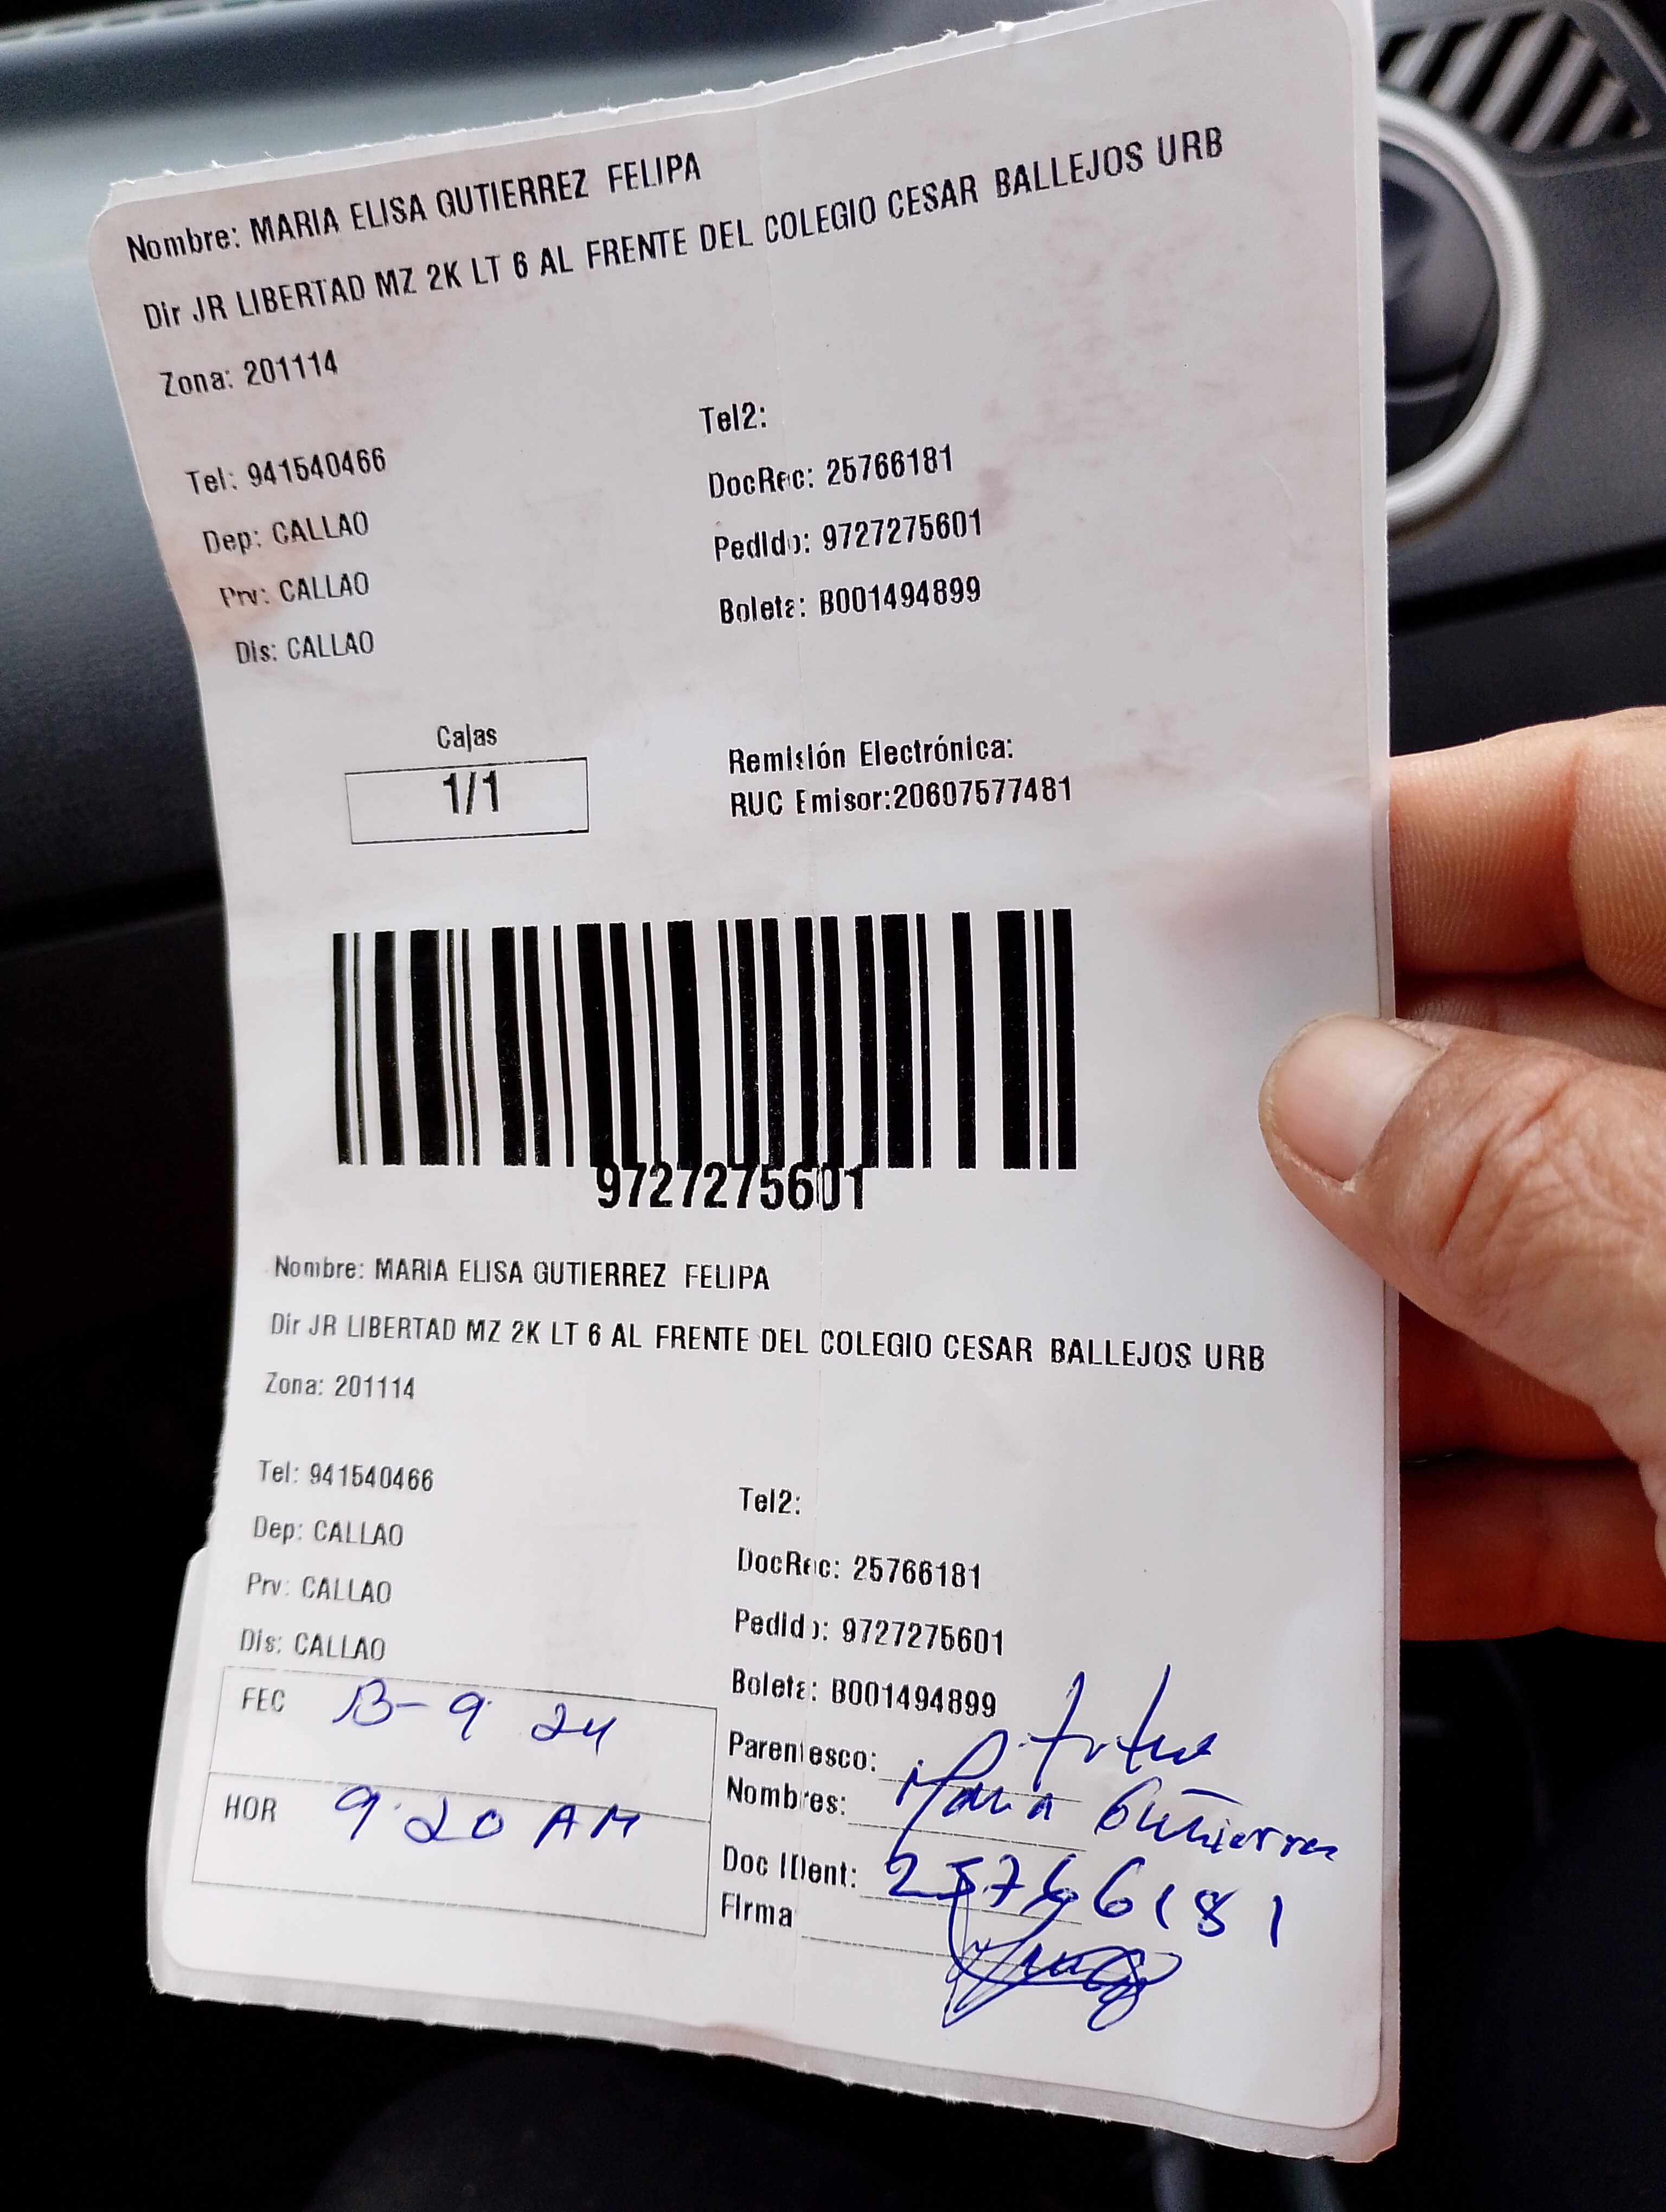 Nombre: MARIA ELISA GUTIERREZ FELIPA
Dir JR LIBERTAD MZ 2K LT 6 AL FRENTE DEL COLEGIO CESAR BALLEJOS URB
Zona: 201114
Tel2:
Tel: 941540466
DocRec: 25766181
Dep: CALLAO
Pedido: 9727275601
Prv: CALLAO
Boleta: B001494899
Dis: CALLAO
Cajas
1/1
Remisión Electrónica:
RUC Emisor:20607577481
9727275601
Nombre: MARIA ELISA GUTIERREZ FELIPA
Dir JR LIBERTAD MZ 2K LT 6 AL FRENTE DEL COLEGIO CESAR BALLEJOS URB
Zona: 201114
Tel: 941540466
Tel2:
Dep: CALLAO
DocRec: 25766181
Prv: CALLAO
Pedido: 9727275601
Dis: CALLAO
Boleta: B001494899
FEC 13-9 24
HOR 9:20 AM
Parentesco:
Nombres: Maria Gutierrez
Doc IDent: 25766181
Firma